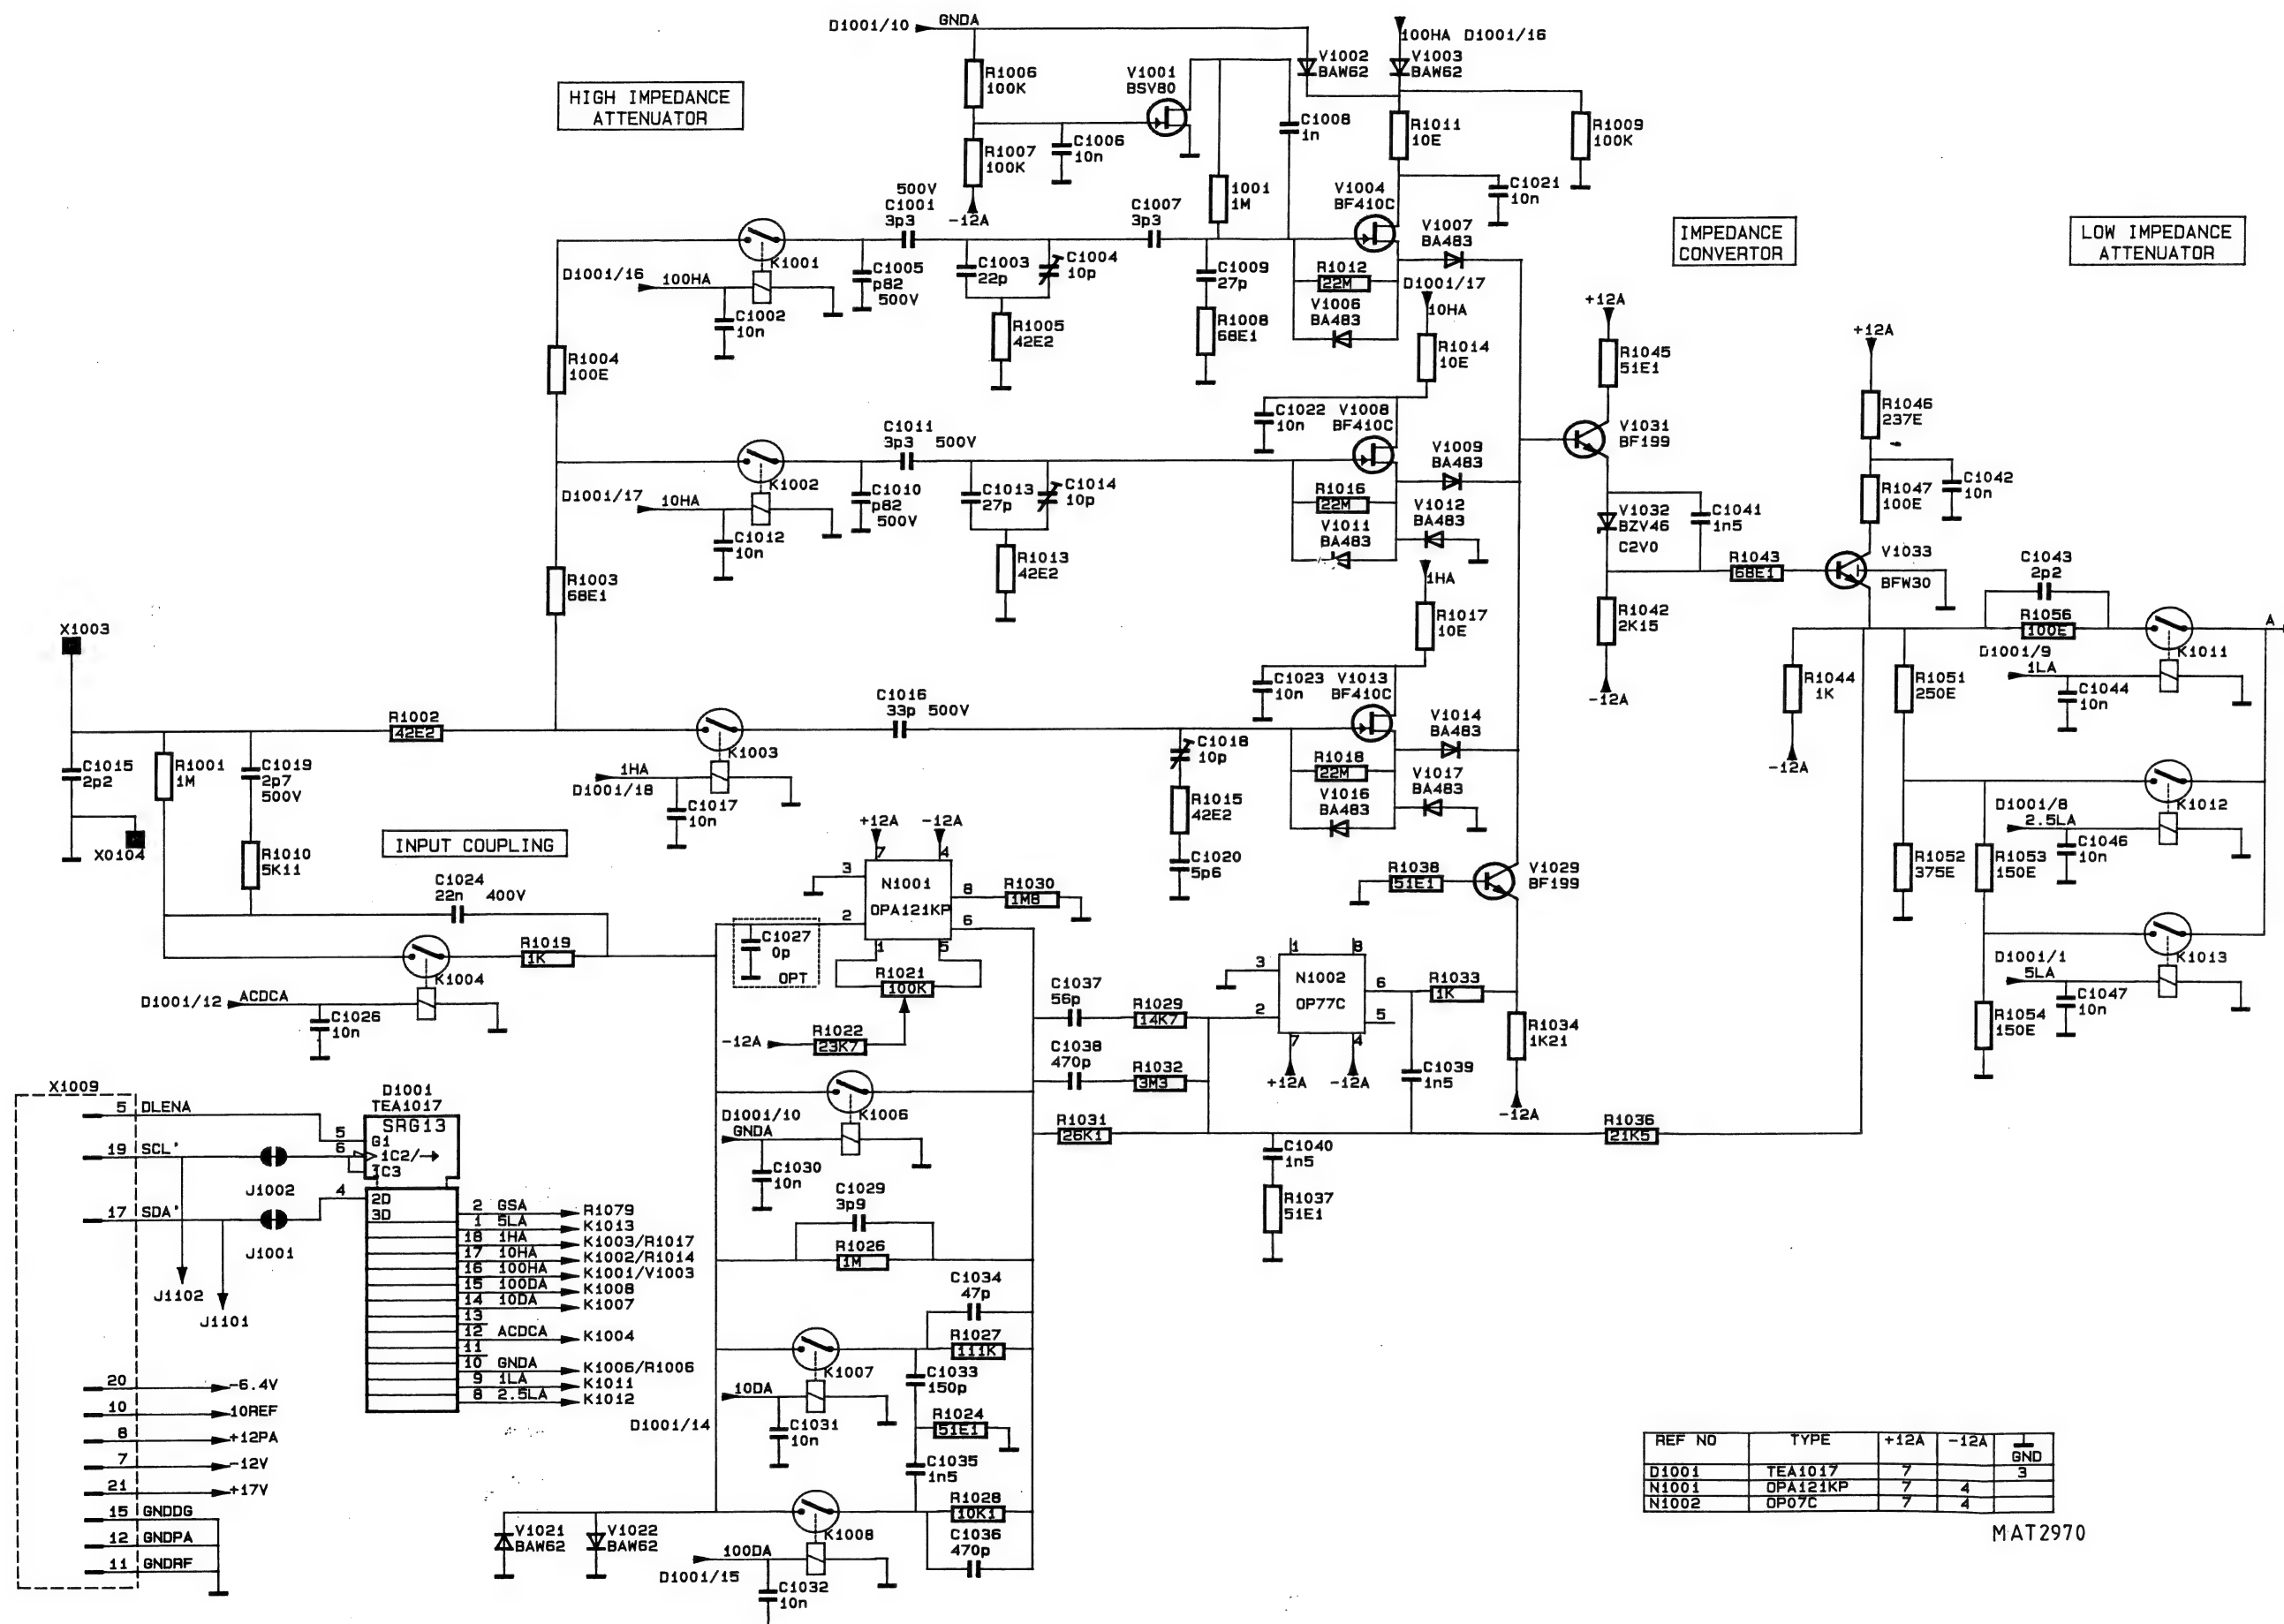 D1001/10 GNDA
100HA D1001/16
HIGH IMPEDANCE
ATTENUATOR
R1006
100K
V1001
BSV80
V1002
BAW62
V1003
BAW62
R1007
100K
C1006
10n
-12A
C1008
1n
R1011
10E
R1009
100K
1001
1M
V1004
BF410C
C1021
10n
500V
C1001
3p3
C1007
3p3
V1007
BA483
IMPEDANCE
CONVERTOR
LOW IMPEDANCE
ATTENUATOR
K1001
D1001/16
100HA
C1002
10n
C1005
p82
500V
C1003
22p
C1004
10p
R1005
42E2
C1009
27p
R1008
68E1
R1012
22M
V1006
BA483
D1001/17
10HA
R1014
10E
+12A
R1045
51E1
+12A
R1046
237E
R1004
100E
C1011
3p3 500V
C1022
10n
V1008
BF410C
V1009
BA483
V1031
BF199
R1047
100E
C1042
10n
K1002
D1001/17
10HA
C1012
10n
C1010
p82
500V
C1013
27p
C1014
10p
R1013
42E2
R1016
22M
V1011
BA483
V1012
BA483
V1032
BZV46
C2V0
C1041
1n5
R1043
68E1
V1033
BFW30
C1043
2p2
R1003
68E1
1HA
R1017
10E
R1042
2K15
-12A
R1056
100E
K1011
A
D1001/9
1LA
C1044
10n
X1003
C1015
2p2
X0104
R1001
1M
C1019
2p7
500V
R1010
5K11
R1002
42E2
K1003
1HA
D1001/18
C1017
10n
C1016
33p 500V
C1018
10p
R1015
42E2
C1020
5p6
C1023
10n
V1013
BF410C
V1014
BA483
R1018
22M
V1016
BA483
V1017
BA483
R1044
1K
-12A
R1051
250E
R1052
375E
R1053
150E
K1012
D1001/8
2.5LA
C1046
10n
INPUT COUPLING
C1024
22n 400V
K1004
R1019
1K
D1001/12 ACDCA
C1026
10n
+12A -12A
7 4
3
N1001
OPA121KP
8
2
6
1 5
R1030
1M8
C1027
0p
OPT
R1021
100K
-12A
R1022
23K7
R1038
51E1
V1029
BF199
1 8
3
N1002
OP77C
6
2
5
7 4
+12A -12A
R1033
1K
R1034
1K21
-12A
C1037
56p
R1029
14K7
C1038
470p
R1032
3M3
C1039
1n5
R1031
26K1
R1036
21K5
C1040
1n5
R1037
51E1
D1001/1
5LA
K1013
C1047
10n
R1054
150E
K1006
D1001/10
GNDA
C1030
10n
C1029
3p9
R1026
1M
C1034
47p
R1027
111K
K1007
10DA
D1001/14
C1031
10n
C1033
150p
R1024
51E1
C1035
1n5
R1028
10K1
C1036
470p
K1008
100DA
D1001/15
C1032
10n
V1021
BAW62
V1022
BAW62
X1009
5 DLENA
19 SCL'
17 SDA'
J1002
J1001
J1102
J1101
D1001
TEA1017
SRG13
5 G1
6 1C2/→
1C3
4 2D
3D
2 GSA R1079
1 5LA K1013
18 1HA K1003/R1017
17 10HA K1002/R1014
16 100HA K1001/V1003
15 100DA K1008
14 10DA K1007
13
12 ACDCA K1004
11
10 GNDA K1006/R1006
9 1LA K1011
8 2.5LA K1012
20 -6.4V
10 10REF
8 +12PA
7 -12V
21 +17V
15 GNDDG
12 GNDPA
11 GNDRF
REF NO TYPE +12A -12A GND
D1001 TEA1017 7 3
N1001 OPA121KP 7 4
N1002 OP07C 7 4
MAT2970